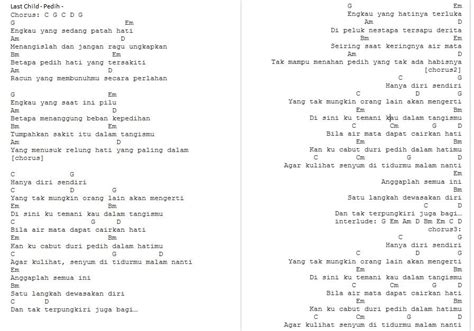 Last Child - Pedih -
Chorus: C G C D G
G Em
Engkau yang sedang patah hati
Am D
Menangislah dan jangan ragu ungkapkan
Bm Em
Betapa pedih hati yang tersakiti
Am D
Racun yang membunuhmu secara perlahan
G Em
Engkau yang saat ini pilu
Am D
Betapa menanggung beban kepedihan
Bm Em
Tumpahkan sakit itu dalam tangismu
Am D
Yang menusuk relung hati yang paling dalam
[chorus]
C G
Hanya diri sendiri
C D G
Yang tak mungkin orang lain akan mengerti
Em Bm
Di sini ku temani kau dalam tangismu
C G D
Bila air mata dapat cairkan hati
Em Bm
Kan ku cabut duri pedih dalam hatimu
C G D
Agar kulihat, senyum di tidurmu malam nanti
Em
Anggaplah semua ini
Bm
Satu langkah dewasakan diri
C D
Dan tak terpungkiri juga bagi…
G Em
Engkau yang hatinya terluka
Am D
Di peluk nestapa tersapu derita
Bm Em
Seiring saat keringnya air mata
Am D
Tak mampu menahan pedih yang tak ada habisnya
[chorus2]
C G
Hanya diri sendiri
C D G
Yang tak mungkin orang lain akan mengerti
Em Bm
Di sini ku temani kau dalam tangismu
C Cm G D
Bila air mata dapat cairkan hati
Em Bm
Kan ku cabut duri pedih dalam hatimu
C Cm G D
Agar kulihat senyum di tidurmu malam nanti
Em
Anggaplah semua ini
Bm
Satu langkah dewasakan diri
C D
Dan tak terpungkiri juga bagi…
interlude: G Em Am D Bm Em C D
chorus3:
C G
Hanya diri sendiri
C D G
Yang tak mungkin orang lain akan mengerti
Em Bm
Di sini ku temani kau dalam tangismu
C Cm G D
Bila air mata dapat cairkan hati
Em Bm
Kan ku cabut duri pedih dalam hatimu
C Cm G D
Agar kulihat senyum di tidurmu malam nanti